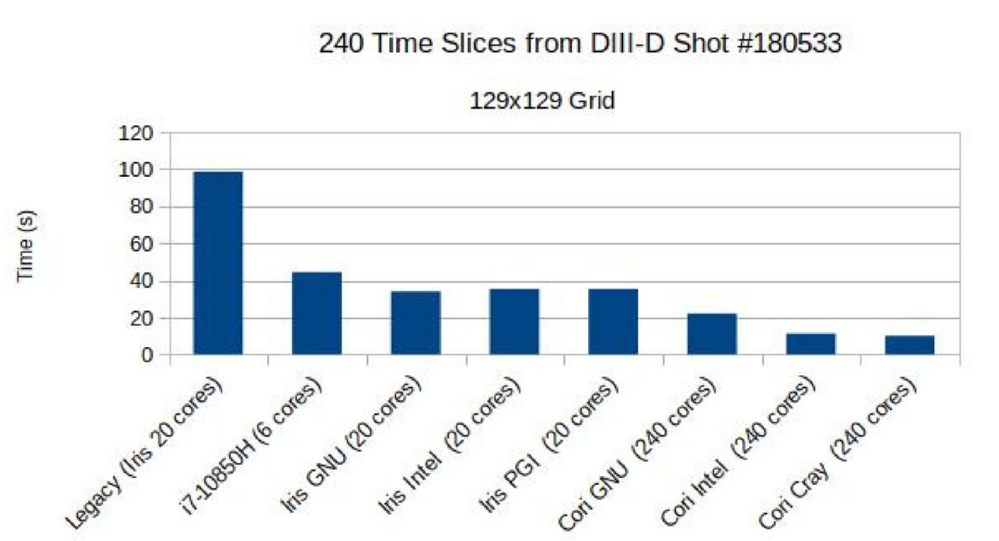 240 Time Slices from DIII-D Shot #180533
129x129 Grid
120
100
80
60
40
20
0
Time (s)
Legacy (Iris 20 cores)
i7-10850H (6 cores)
Iris GNU (20 cores)
Iris Intel (20 cores)
Iris PGI (20 cores)
Cori GNU (240 cores)
Cori Intel (240 cores)
Cori Cray (240 cores)